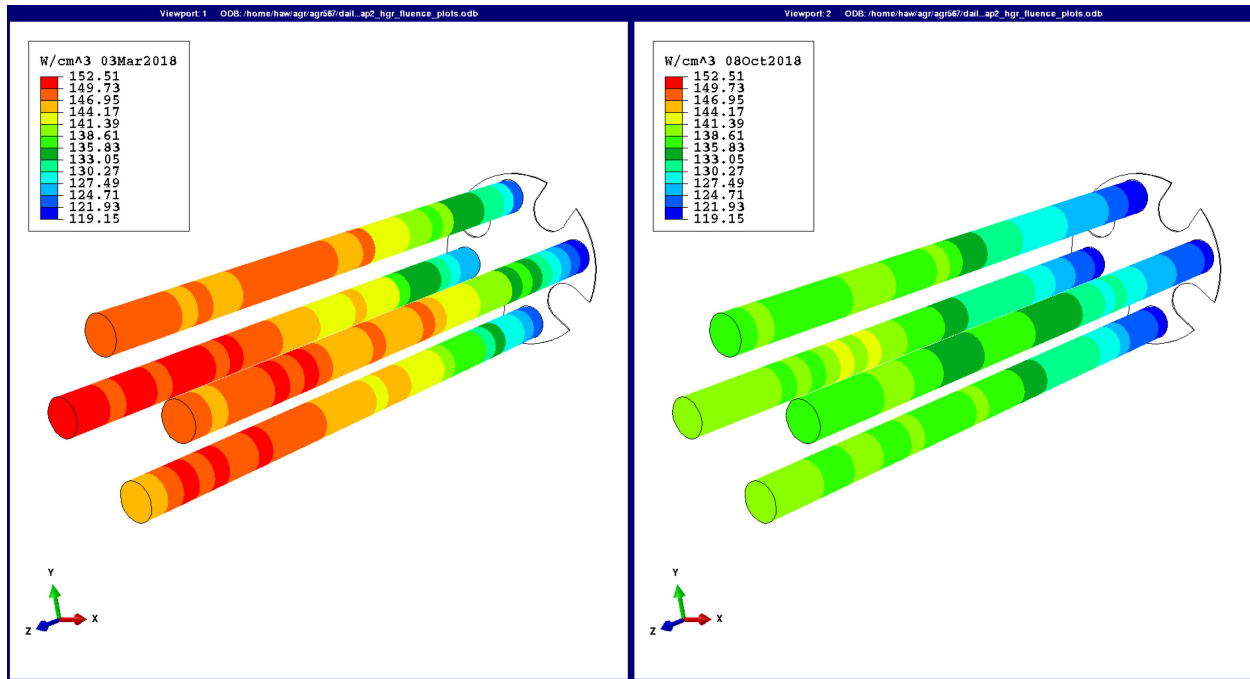 Viewport: 1 ODB: /home/haw/agr/agr567/dail...ap2_hgr_fluence_plots.odb
W/cm^3 03Mar2018
152.51
149.73
146.95
144.17
141.39
138.61
135.83
133.05
130.27
127.49
124.71
121.93
119.15
Y
X
Z
Viewport: 2 ODB: /home/haw/agr/agr567/dail...ap2_hgr_fluence_plots.odb
W/cm^3 08Oct2018
152.51
149.73
146.95
144.17
141.39
138.61
135.83
133.05
130.27
127.49
124.71
121.93
119.15
Y
X
Z